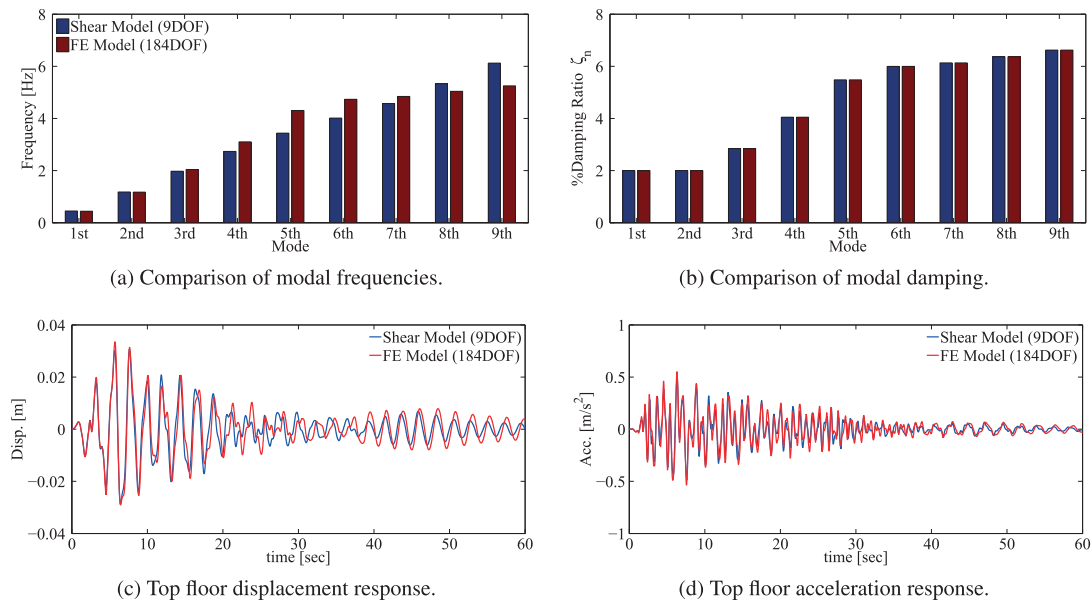 8
6
4
2
0
Frequency [Hz]
Shear Model (9DOF)
FE Model (184DOF)
1st 2nd 3rd 4th 5th 6th 7th 8th 9th
Mode
(a) Comparison of modal frequencies.
8
6
4
2
0
%Damping Ratio ζn
1st 2nd 3rd 4th 5th 6th 7th 8th 9th
Mode
(b) Comparison of modal damping.
0.04
0.02
0
−0.02
−0.04
Disp. [m]
Shear Model (9DOF)
FE Model (184DOF)
0 10 20 30 40 50 60
time [sec]
(c) Top floor displacement response.
1
0.5
0
−0.5
−1
Acc. [m/s²]
Shear Model (9DOF)
FE Model (184DOF)
0 10 20 30 40 50 60
time [sec]
(d) Top floor acceleration response.